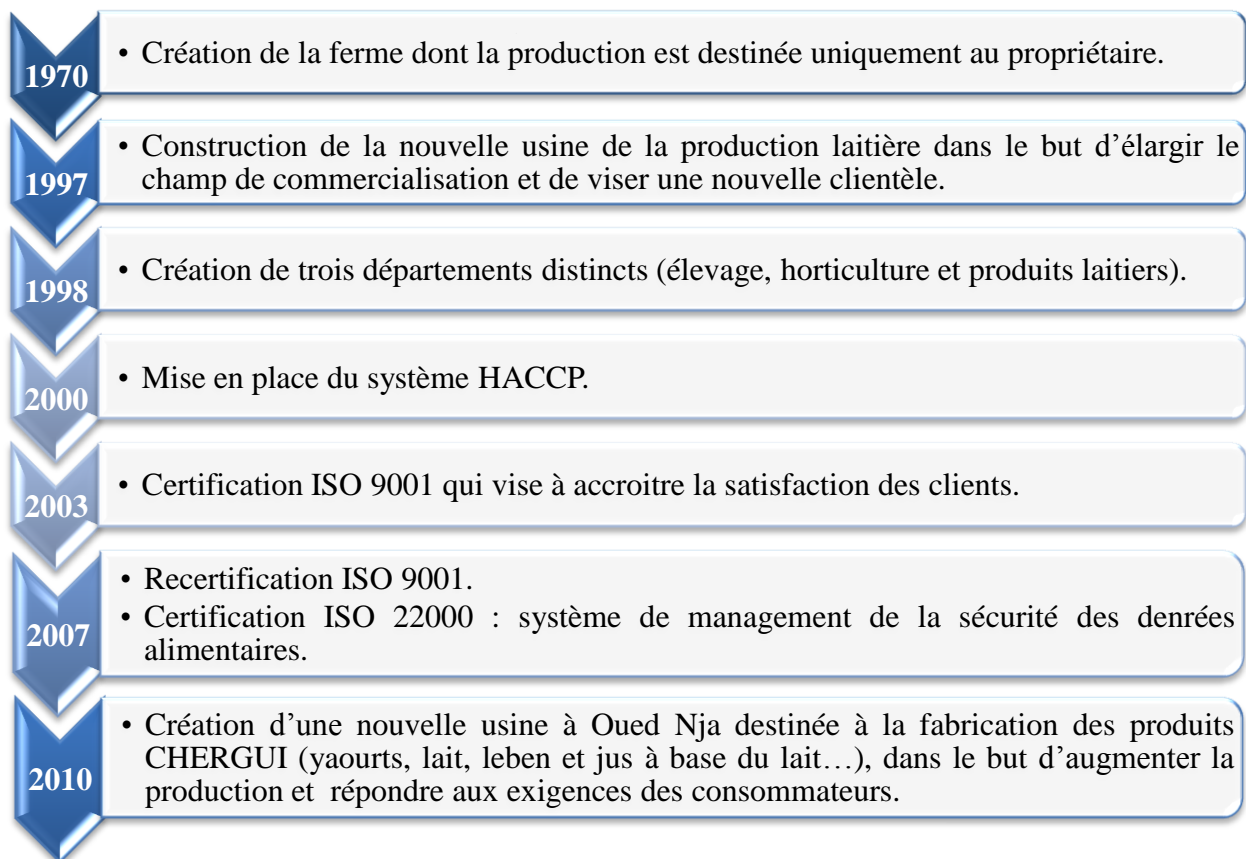 1970
• Création de la ferme dont la production est destinée uniquement au propriétaire.
1997
• Construction de la nouvelle usine de la production laitière dans le but d’élargir le
champ de commercialisation et de viser une nouvelle clientèle.
1998
• Création de trois départements distincts (élevage, horticulture et produits laitiers).
2000
• Mise en place du système HACCP.
2003
• Certification ISO 9001 qui vise à accroitre la satisfaction des clients.
2007
• Recertification ISO 9001.
• Certification ISO 22000 : système de management de la sécurité des denrées
alimentaires.
2010
• Création d’une nouvelle usine à Oued Nja destinée à la fabrication des produits
CHERGUI (yaourts, lait, leben et jus à base du lait…), dans le but d’augmenter la
production et répondre aux exigences des consommateurs.